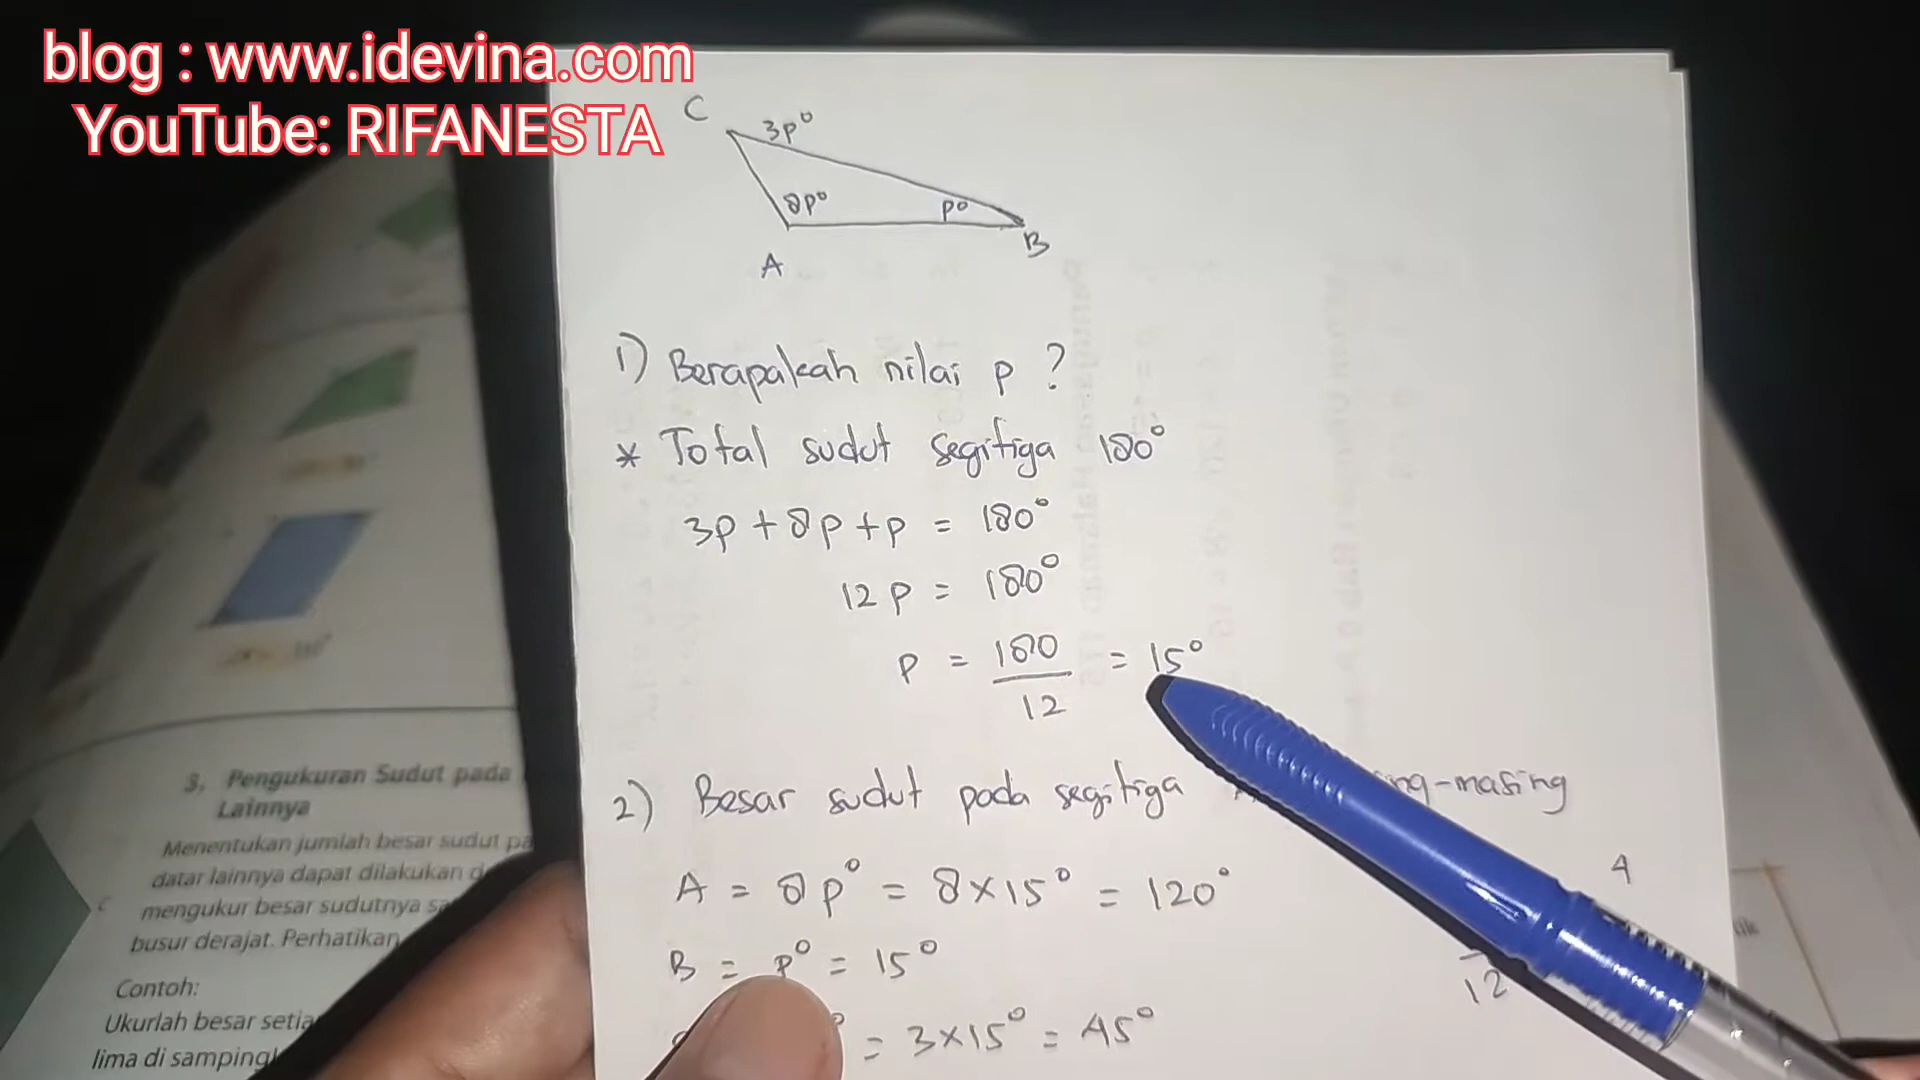 blog : www.idevina.com
YouTube: RIFANESTA
C
3p°
8p°
p°
A
B
1) Berapakah nilai p ?
* Total sudut segitiga 180°
3p + 8p + p = 180°
12 p = 180°
p = 180 / 12 = 15°
2) Besar sudut pada segitiga -masing
A = 8p° = 8 x 15° = 120°
B = p° = 15°
= 3 x 15° = 45°
4
12
3. Pengukuran Sudut pada
Lainnya
Menentukan jumlah besar sudut
datar lainnya dapat dilakukan
mengukur besar sudutnya
busur derajat. Perhatikan
Contoh:
Ukurlah besar
lima di